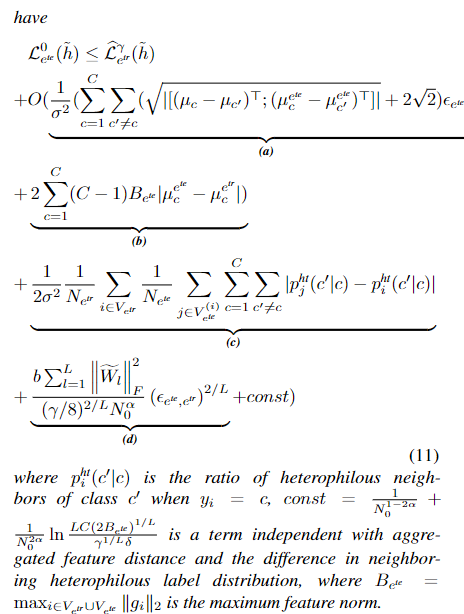 have
$\mathcal{L}^{0}_{e^{te}}(\tilde{h}) \leq \widehat{\mathcal{L}}^{\gamma}_{e^{tr}}(\tilde{h})$
$+O(\underbrace{\frac{1}{\sigma^2}(\sum_{c=1}^{C}\sum_{c'\neq c}(\sqrt{|[(\mu_c-\mu_{c'})^\top;(\mu_c^{e^{te}}-\mu_{c'}^{e^{te}})^\top]|}+2\sqrt{2})\epsilon_{e^{te}}}_{(a)}$
$+\underbrace{2\sum_{c=1}^{C}(C-1)B_{e^{te}}|\mu_c^{e^{te}}-\mu_c^{e^{tr}}|)}_{(b)}$
$+\underbrace{\frac{1}{2\sigma^2}\frac{1}{N_{e^{tr}}}\sum_{i\in V_{e^{tr}}}\frac{1}{N_{e^{te}}}\sum_{j\in V_{e^{te}}^{(i)}}\sum_{c=1}^{C}\sum_{c'\neq c}|p_j^{ht}(c'|c)-p_i^{ht}(c'|c)|}_{(c)}$
$+\underbrace{\frac{b\sum_{l=1}^{L}\left\|\widetilde{W}_l\right\|_F^2}{(\gamma/8)^{2/L}N_0^{\alpha}}(\epsilon_{e^{te},e^{tr}})^{2/L}}_{(d)}+const)$
(11)
where $p_i^{ht}(c'|c)$ is the ratio of heterophilous neigh-
bors of class $c'$ when $y_i = c$, $const = \frac{1}{N_0^{1-2\alpha}} +$
$\frac{1}{N_0^{2\alpha}} \ln \frac{LC(2B_{e^{te}})^{1/L}}{\gamma^{1/L}\delta}$ is a term independent with aggre-
gated feature distance and the difference in neighbor-
ing heterophilous label distribution, where $B_{e^{te}} =$
$\max_{i\in V_{e^{tr}}\cup V_{e^{te}}} \|g_i\|_2$ is the maximum feature norm.